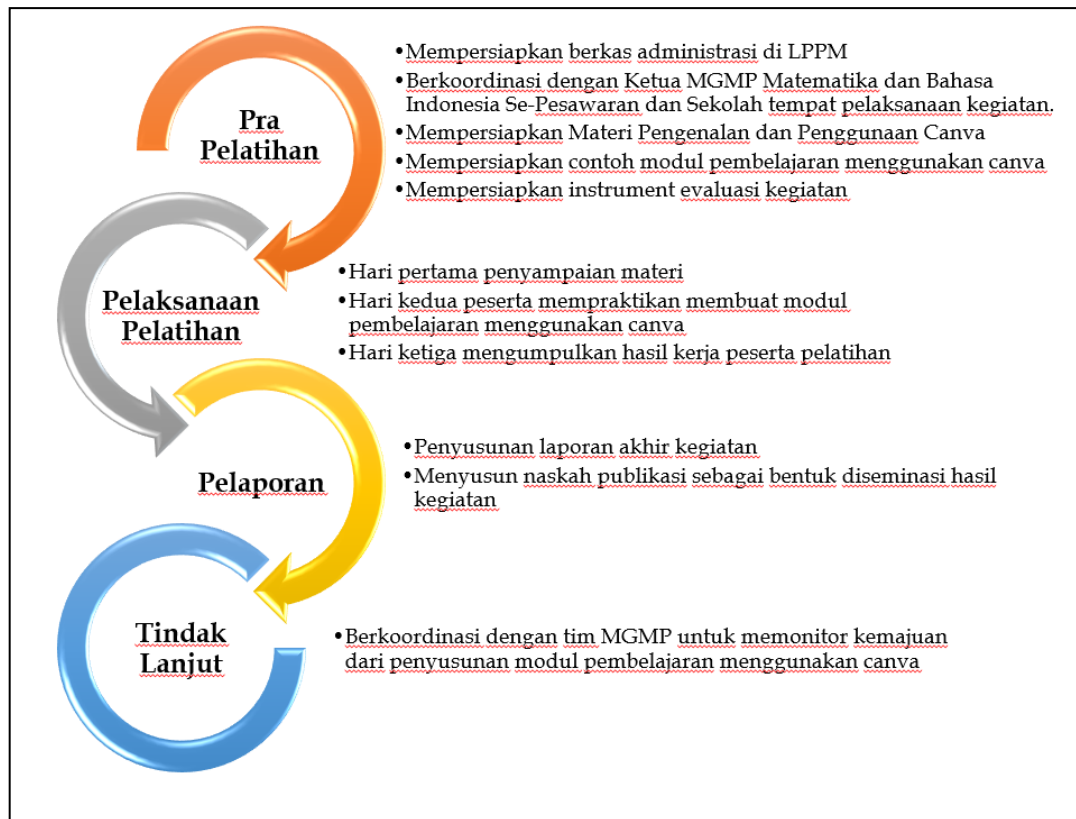 Pra
Pelatihan
•Mempersiapkan berkas administrasi di LPPM
•Berkoordinasi dengan Ketua MGMP Matematika dan Bahasa
Indonesia Se-Pesawaran dan Sekolah tempat pelaksanaan kegiatan.
•Mempersiapkan Materi Pengenalan dan Penggunaan Canva
•Mempersiapkan contoh modul pembelajaran menggunakan canva
•Mempersiapkan instrument evaluasi kegiatan
Pelaksanaan
Pelatihan
•Hari pertama penyampaian materi
•Hari kedua peserta mempraktikan membuat modul
pembelajaran menggunakan canva
•Hari ketiga mengumpulkan hasil kerja peserta pelatihan
Pelaporan
•Penyusunan laporan akhir kegiatan
•Menyusun naskah publikasi sebagai bentuk diseminasi hasil
kegiatan
Tindak
Lanjut
•Berkoordinasi dengan tim MGMP untuk memonitor kemajuan
dari penyusunan modul pembelajaran menggunakan canva